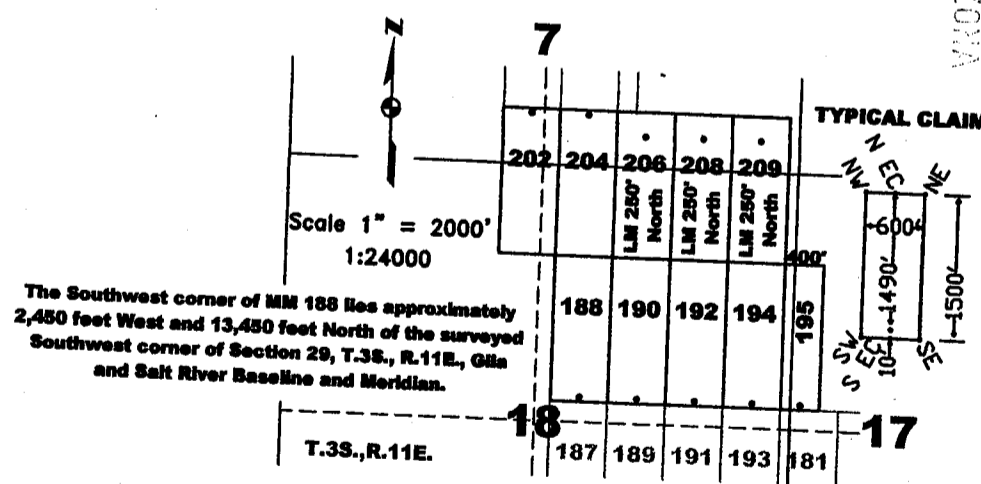 Z
7
TYPICAL CLAIM
202 204 206 208 209
LM 250' North
LM 250' North
LM 250' North
N EC
NW
NE
600'
1490'
1500'
10'
SW
S EC
SE
Scale 1" = 2000'
1:24000
400'
The Southwest corner of MM 188 lies approximately
2,450 feet West and 13,450 feet North of the surveyed
Southwest corner of Section 29, T.3S., R.11E., Gila
and Salt River Baseline and Meridian.
188 190 192 194 195
18
17
T.3S.,R.11E.
187 189 191 193 181